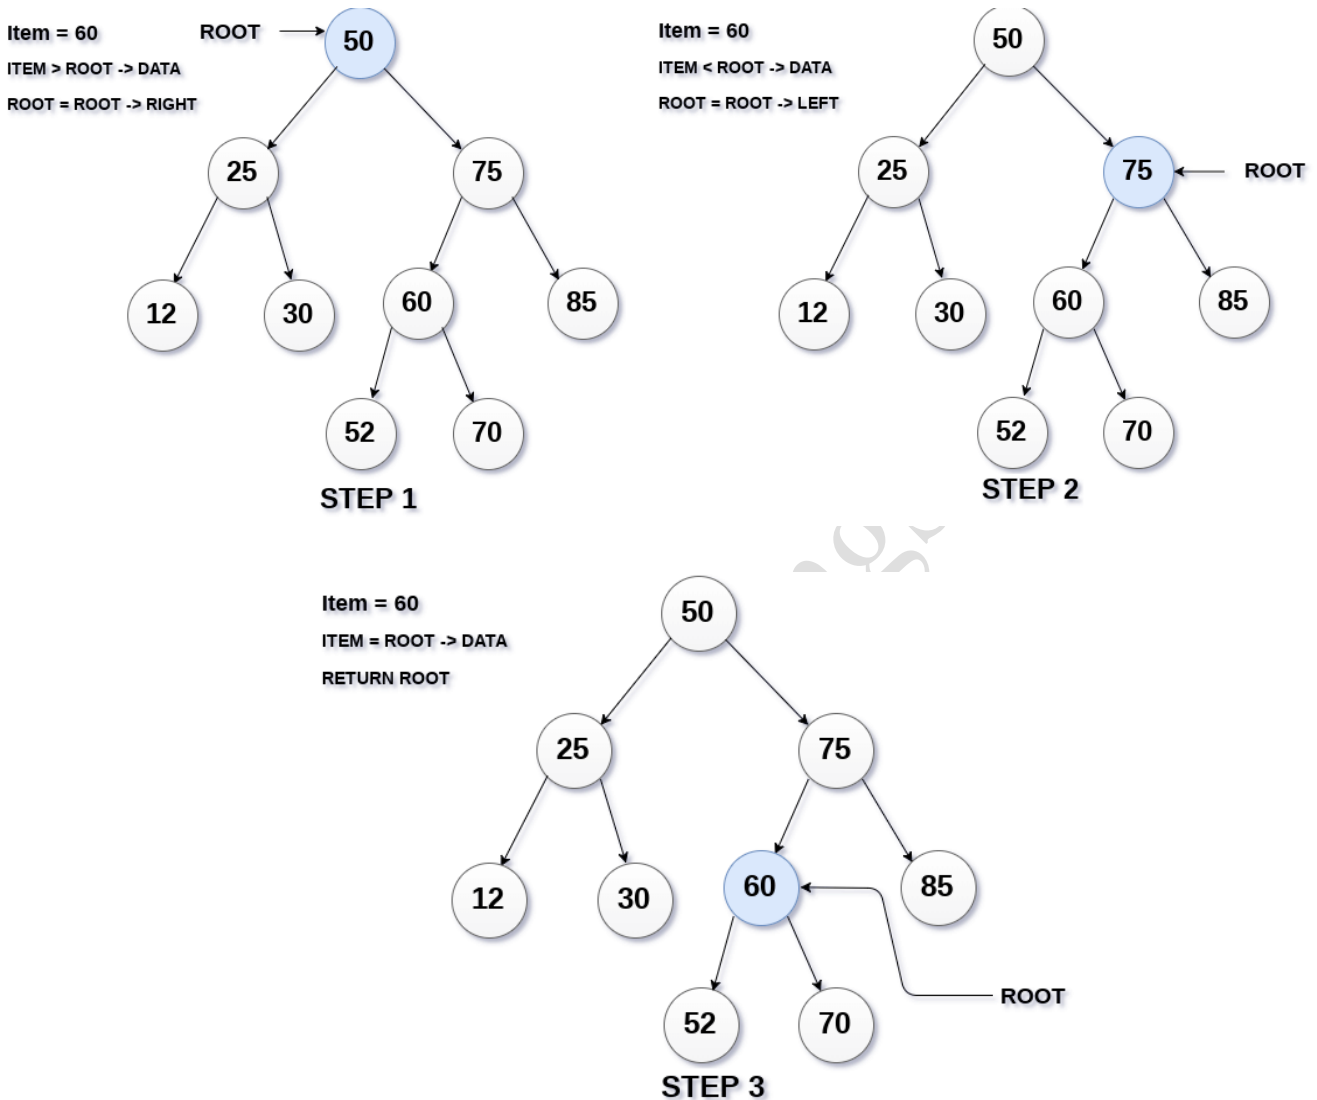 Item = 60
ROOT
ITEM > ROOT -> DATA
ROOT = ROOT -> RIGHT
50
25
75
12
30
60
85
52
70
STEP 1
Item = 60
ITEM < ROOT -> DATA
ROOT = ROOT -> LEFT
50
25
75
ROOT
12
30
60
85
52
70
STEP 2
Item = 60
ITEM = ROOT -> DATA
RETURN ROOT
50
25
75
12
30
60
85
ROOT
52
70
STEP 3